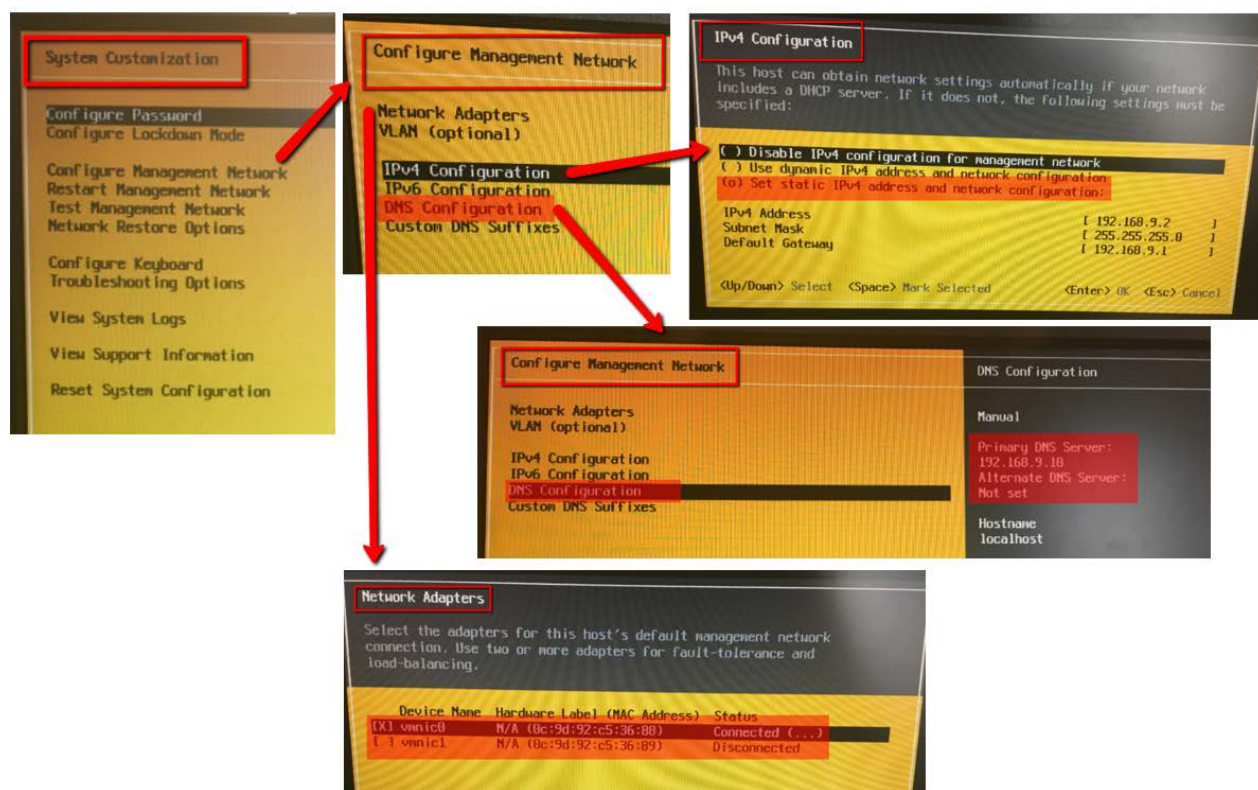 System Customization
Configure Password
Configure Lockdown Mode
Configure Management Network
Restart Management Network
Test Management Network
Network Restore Options
Configure Keyboard
Troubleshooting Options
View System Logs
View Support Information
Reset System Configuration
Configure Management Network
Network Adapters
VLAN (optional)
IPv4 Configuration
IPv6 Configuration
DNS Configuration
Custom DNS Suffixes
IPv4 Configuration
This host can obtain network settings automatically if your network
includes a DHCP server. If it does not, the following settings must be
specified:
( ) Disable IPv4 configuration for management network
( ) Use dynamic IPv4 address and network configuration
(o) Set static IPv4 address and network configuration:
IPv4 Address [ 192.168.9.2 ]
Subnet Mask [ 255.255.255.0 ]
Default Gateway [ 192.168.9.1 ]
<Up/Down> Select <Space> Mark Selected <Enter> OK <Esc> Cancel
Configure Management Network
Network Adapters
VLAN (optional)
IPv4 Configuration
IPv6 Configuration
DNS Configuration
Custom DNS Suffixes
DNS Configuration
Manual
Primary DNS Server:
192.168.9.10
Alternate DNS Server:
Not set
Hostname
localhost
Network Adapters
Select the adapters for this host's default management network
connection. Use two or more adapters for fault-tolerance and
load-balancing.
Device Name Hardware Label (MAC Address) Status
[X] vmnic0 N/A (0c:9d:92:c5:36:88) Connected (...)
[ ] vmnic1 N/A (0c:9d:92:c5:36:89) Disconnected